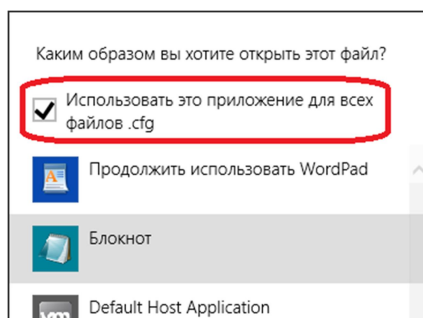 Каким образом вы хотите открыть этот файл?
Использовать это приложение для всех
файлов .cfg
Продолжить использовать WordPad
Блокнот
Default Host Application
vm